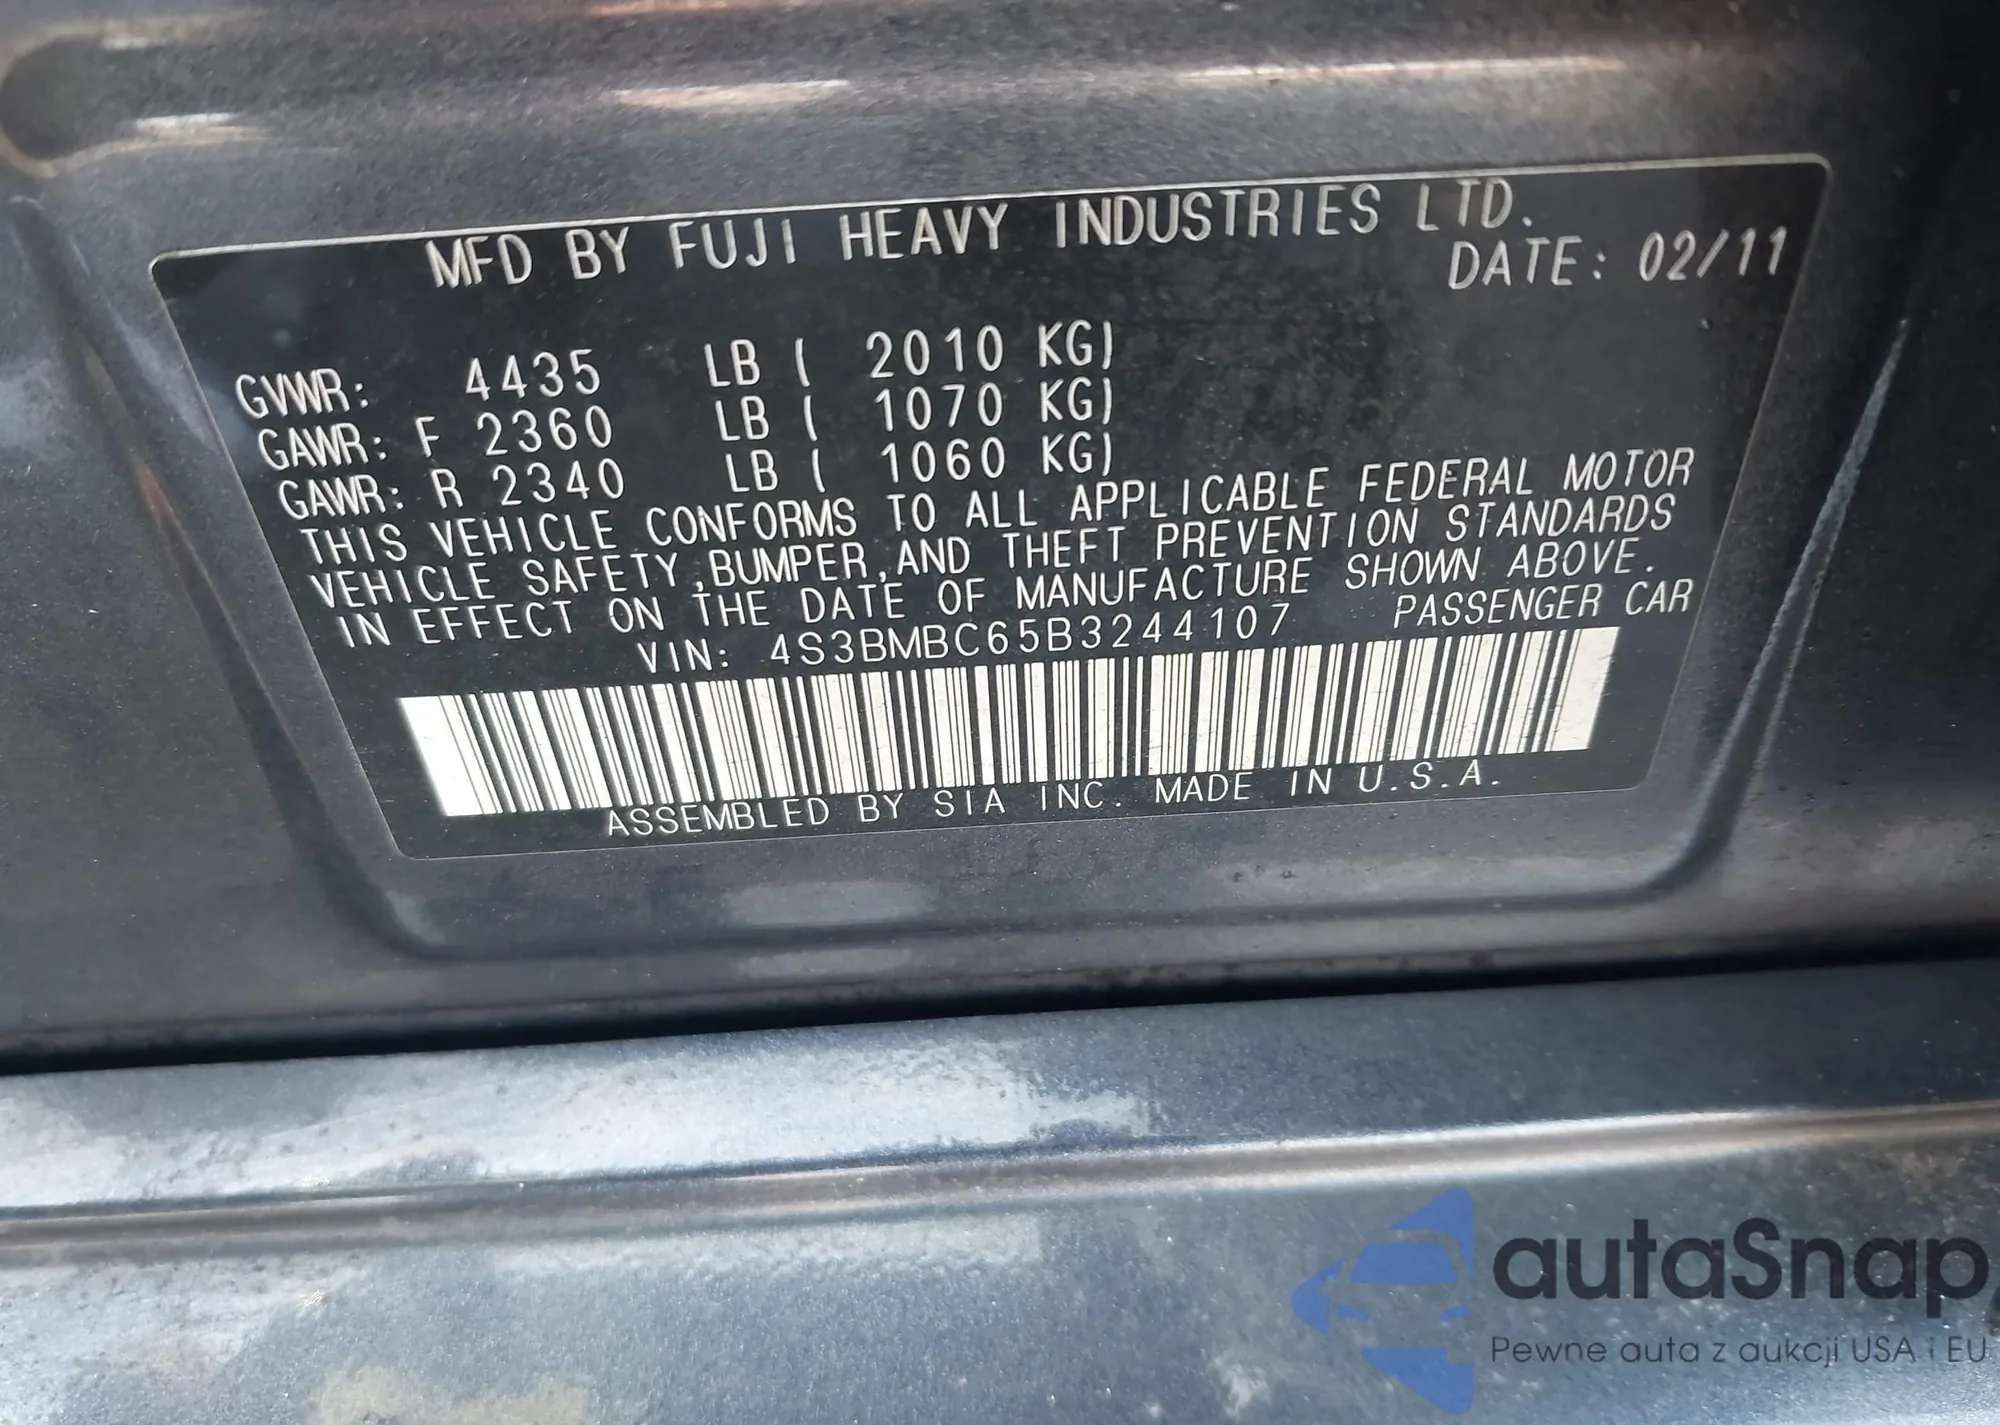 MFD BY FUJI HEAVY INDUSTRIES LTD.
DATE: 02/11
GVWR: 4435 LB ( 2010 KG)
GAWR: F 2360 LB ( 1070 KG)
GAWR: R 2340 LB ( 1060 KG)
THIS VEHICLE CONFORMS TO ALL APPLICABLE FEDERAL MOTOR
VEHICLE SAFETY,BUMPER,AND THEFT PREVENTION STANDARDS
IN EFFECT ON THE DATE OF MANUFACTURE SHOWN ABOVE.
VIN: 4S3BMBC65B3244107 PASSENGER CAR
ASSEMBLED BY SIA INC. MADE IN U.S.A.
autaSnap
Pewne auta z aukcji USA i EU